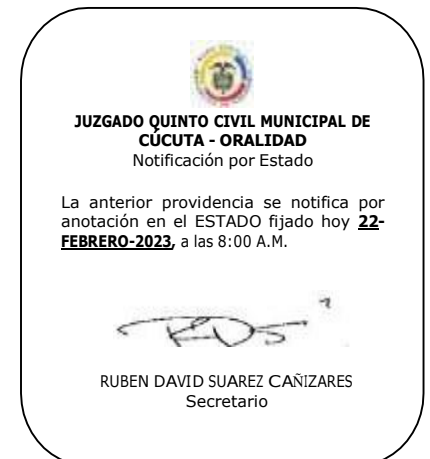 JUZGADO QUINTO CIVIL MUNICIPAL DE
CÚCUTA - ORALIDAD
Notificación por Estado
La anterior providencia se notifica por
anotación en el ESTADO fijado hoy 22-
FEBRERO-2023, a las 8:00 A.M.
RUBEN DAVID SUAREZ CAÑIZARES
Secretario